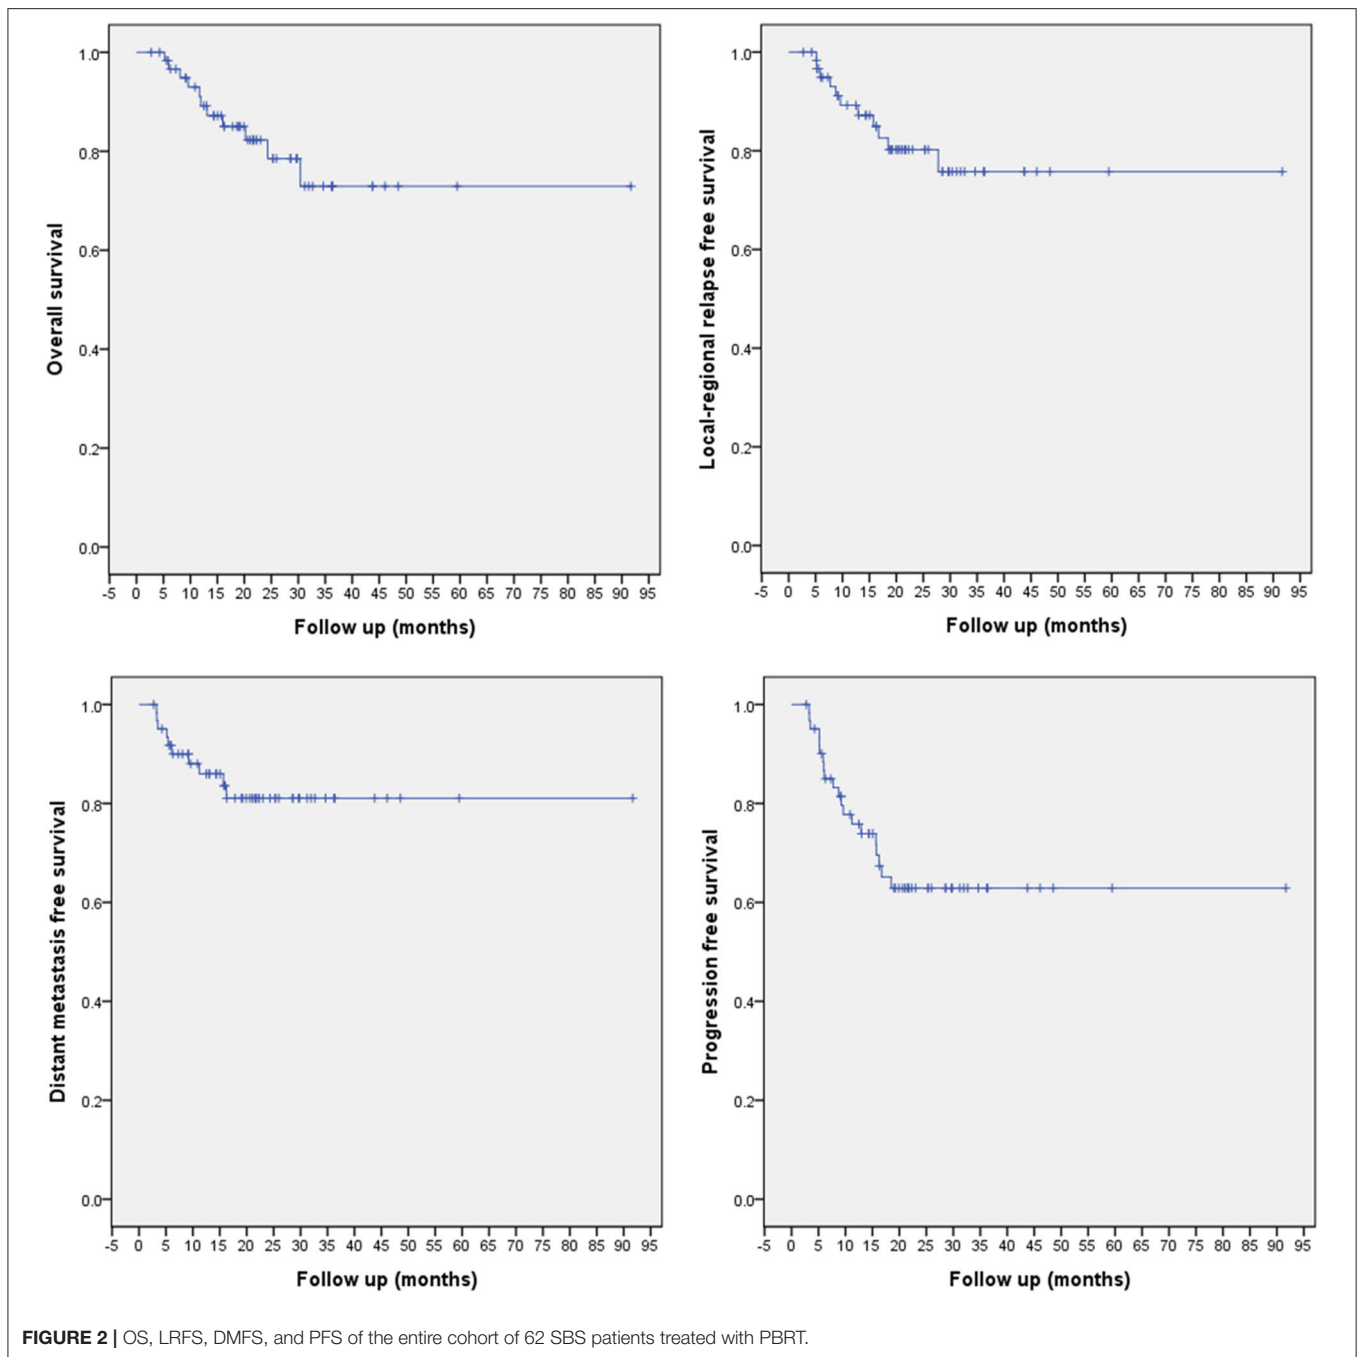 1.0
0.8
0.6
0.4
0.2
0.0
Overall survival
-5 0 5 10 15 20 25 30 35 40 45 50 55 60 65 70 75 80 85 90 95
Follow up (months)
1.0
0.8
0.6
0.4
0.2
0.0
Local-regional relapse free survival
-5 0 5 10 15 20 25 30 35 40 45 50 55 60 65 70 75 80 85 90 95
Follow up (months)
1.0
0.8
0.6
0.4
0.2
0.0
Distant metastasis free survival
-5 0 5 10 15 20 25 30 35 40 45 50 55 60 65 70 75 80 85 90 95
Follow up (months)
1.0
0.8
0.6
0.4
0.2
0.0
Progression free survival
-5 0 5 10 15 20 25 30 35 40 45 50 55 60 65 70 75 80 85 90 95
Follow up (months)
FIGURE 2 | OS, LRFS, DMFS, and PFS of the entire cohort of 62 SBS patients treated with PBRT.